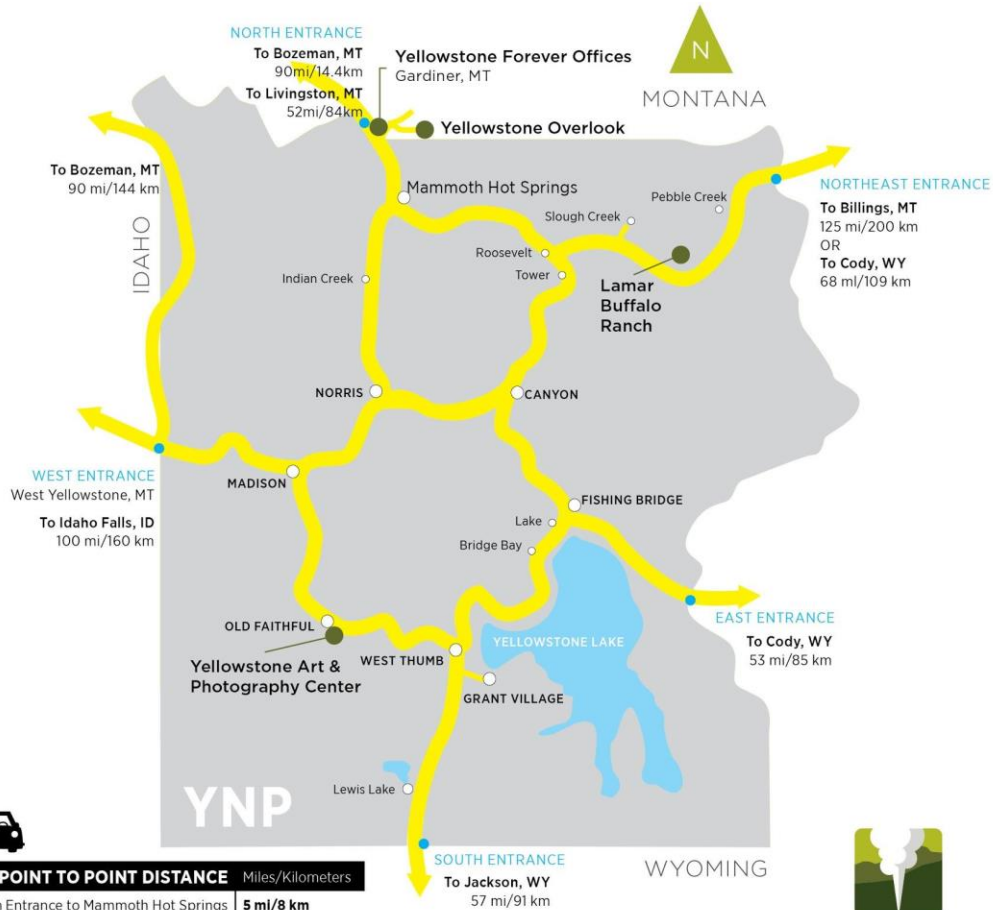 NORTH ENTRANCE
To Bozeman, MT
90mi/14.4km
To Livingston, MT
52mi/84km
Yellowstone Forever Offices
Gardiner, MT
N
MONTANA
Yellowstone Overlook
To Bozeman, MT
90 mi/144 km
IDAHO
Mammoth Hot Springs
Pebble Creek
Slough Creek
NORTHEAST ENTRANCE
To Billings, MT
125 mi/200 km
OR
To Cody, WY
68 ml/109 km
Roosevelt
Tower
Indian Creek
Lamar
Buffalo
Ranch
NORRIS
CANYON
WEST ENTRANCE
West Yellowstone, MT
To Idaho Falls, ID
100 mi/160 km
MADISON
FISHING BRIDGE
Lake
Bridge Bay
OLD FAITHFUL
Yellowstone Art &
Photography Center
WEST THUMB
YELLOWSTONE LAKE
GRANT VILLAGE
EAST ENTRANCE
To Cody, WY
53 mi/85 km
YNP
Lewis Lake
SOUTH ENTRANCE
To Jackson, WY
57 mi/91 km
WYOMING
POINT TO POINT DISTANCE Miles/Kilometers
Entrance to Mammoth Hot Springs 5 mi/8 km